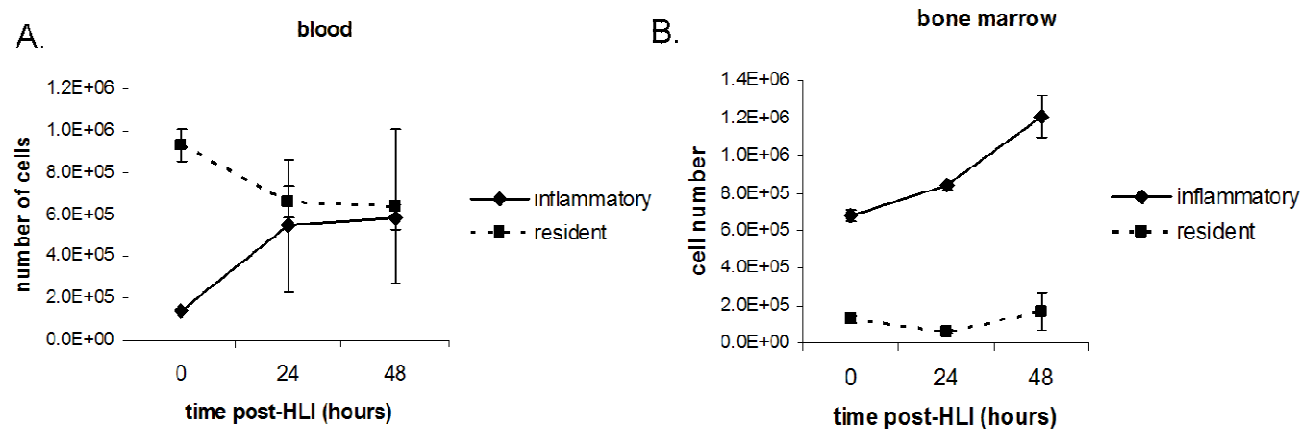 A.
blood
number of cells
1.2E+06
1.0E+06
8.0E+05
6.0E+05
4.0E+05
2.0E+05
0.0E+00
0 24 48
time post-HLI (hours)
inflammatory
resident
B.
bone marrow
cell number
1.4E+06
1.2E+06
1.0E+06
8.0E+05
6.0E+05
4.0E+05
2.0E+05
0.0E+00
0 24 48
time post-HLI (hours)
inflammatory
resident